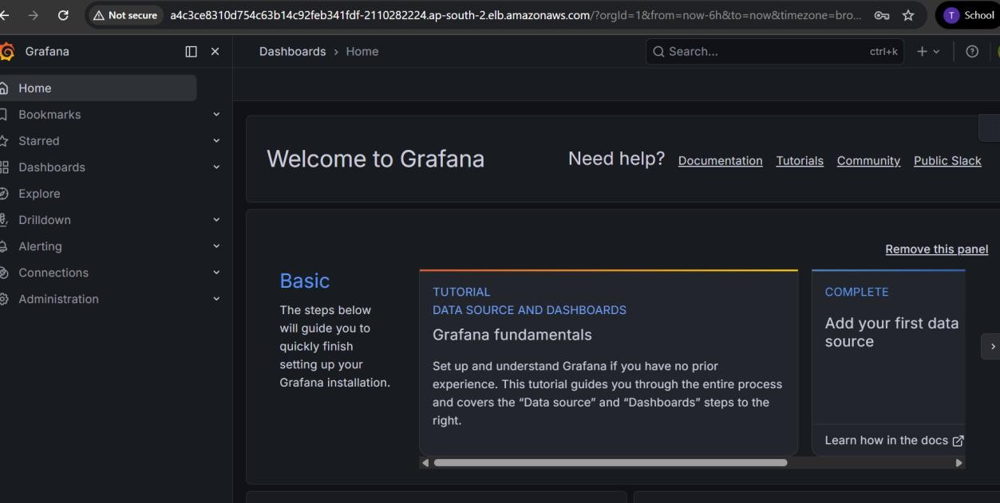 Not secure
a4c3ce8310d754c63b14c92feb341fdf-2110282224.ap-south-2.elb.amazonaws.com/?orgId=1&from=now-6h&to=now&timezone=bro...
T School
Grafana
Dashboards › Home
Search... ctrl+k
Home
Bookmarks
Starred
Dashboards
Explore
Drilldown
Alerting
Connections
Administration
Welcome to Grafana
Need help? Documentation Tutorials Community Public Slack
Remove this panel
Basic
The steps below
will guide you to
quickly finish
setting up your
Grafana installation.
TUTORIAL
DATA SOURCE AND DASHBOARDS
Grafana fundamentals
Set up and understand Grafana if you have no prior
experience. This tutorial guides you through the entire process
and covers the “Data source” and “Dashboards” steps to the
right.
COMPLETE
Add your first data
source
Learn how in the docs